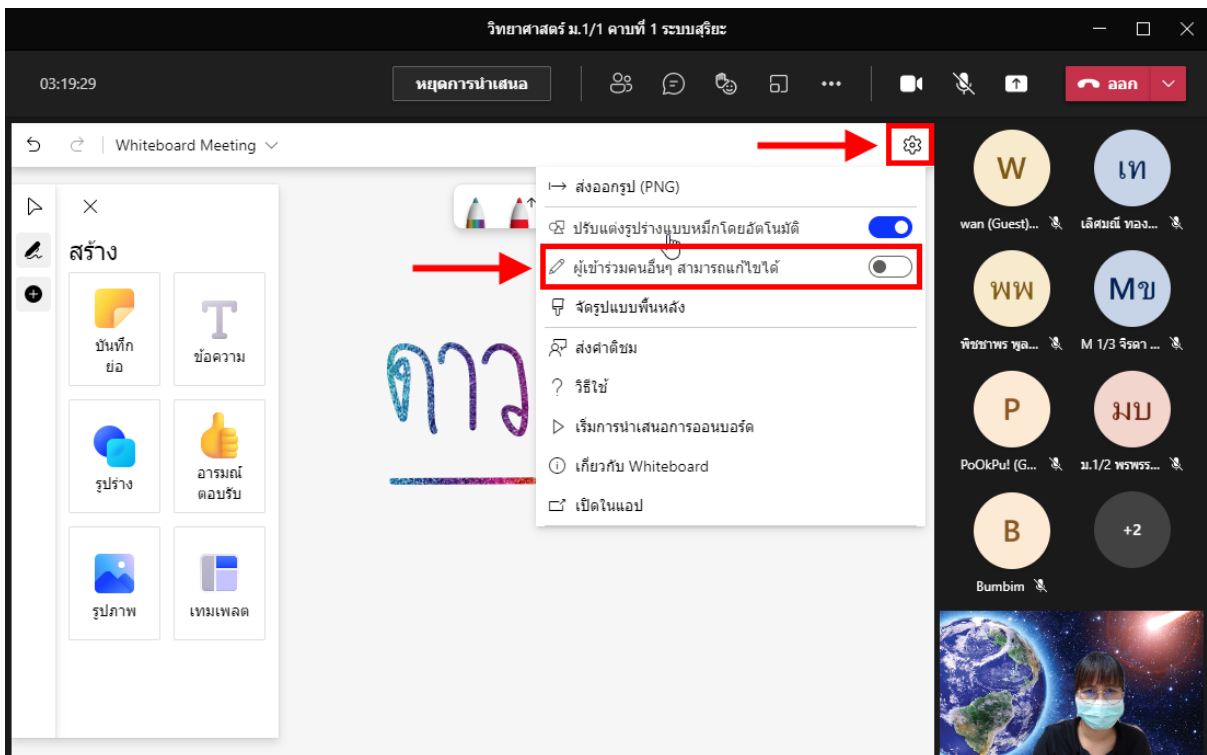 วิทยาศาสตร์ ม.1/1 คาบที่ 1 ระบบสุริยะ
03:19:29
หยุดการนำเสนอ
ออก
Whiteboard Meeting
ส่งออกรูป (PNG)
ปรับแต่งรูปร่างแบบหมึกโดยอัตโนมัติ
ผู้เข้าร่วมคนอื่นๆ สามารถแก้ไขได้
จัดรูปแบบพื้นหลัง
ส่งคำติชม
วิธีใช้
เริ่มการนำเสนอการออนบอร์ด
เกี่ยวกับ Whiteboard
เปิดในแอป
สร้าง
บันทึก
ย่อ
ข้อความ
รูปร่าง
อารมณ์
ตอบรับ
รูปภาพ
เทมเพลต
ดาว
W
เท
wan (Guest)...
เลิศมณี ทอง...
พพ
Mข
พิชชาพร พูล...
M 1/3 จิรดา ...
P
มบ
PoOkPu! (G...
ม.1/2 พรพรร...
B
+2
Bumbim